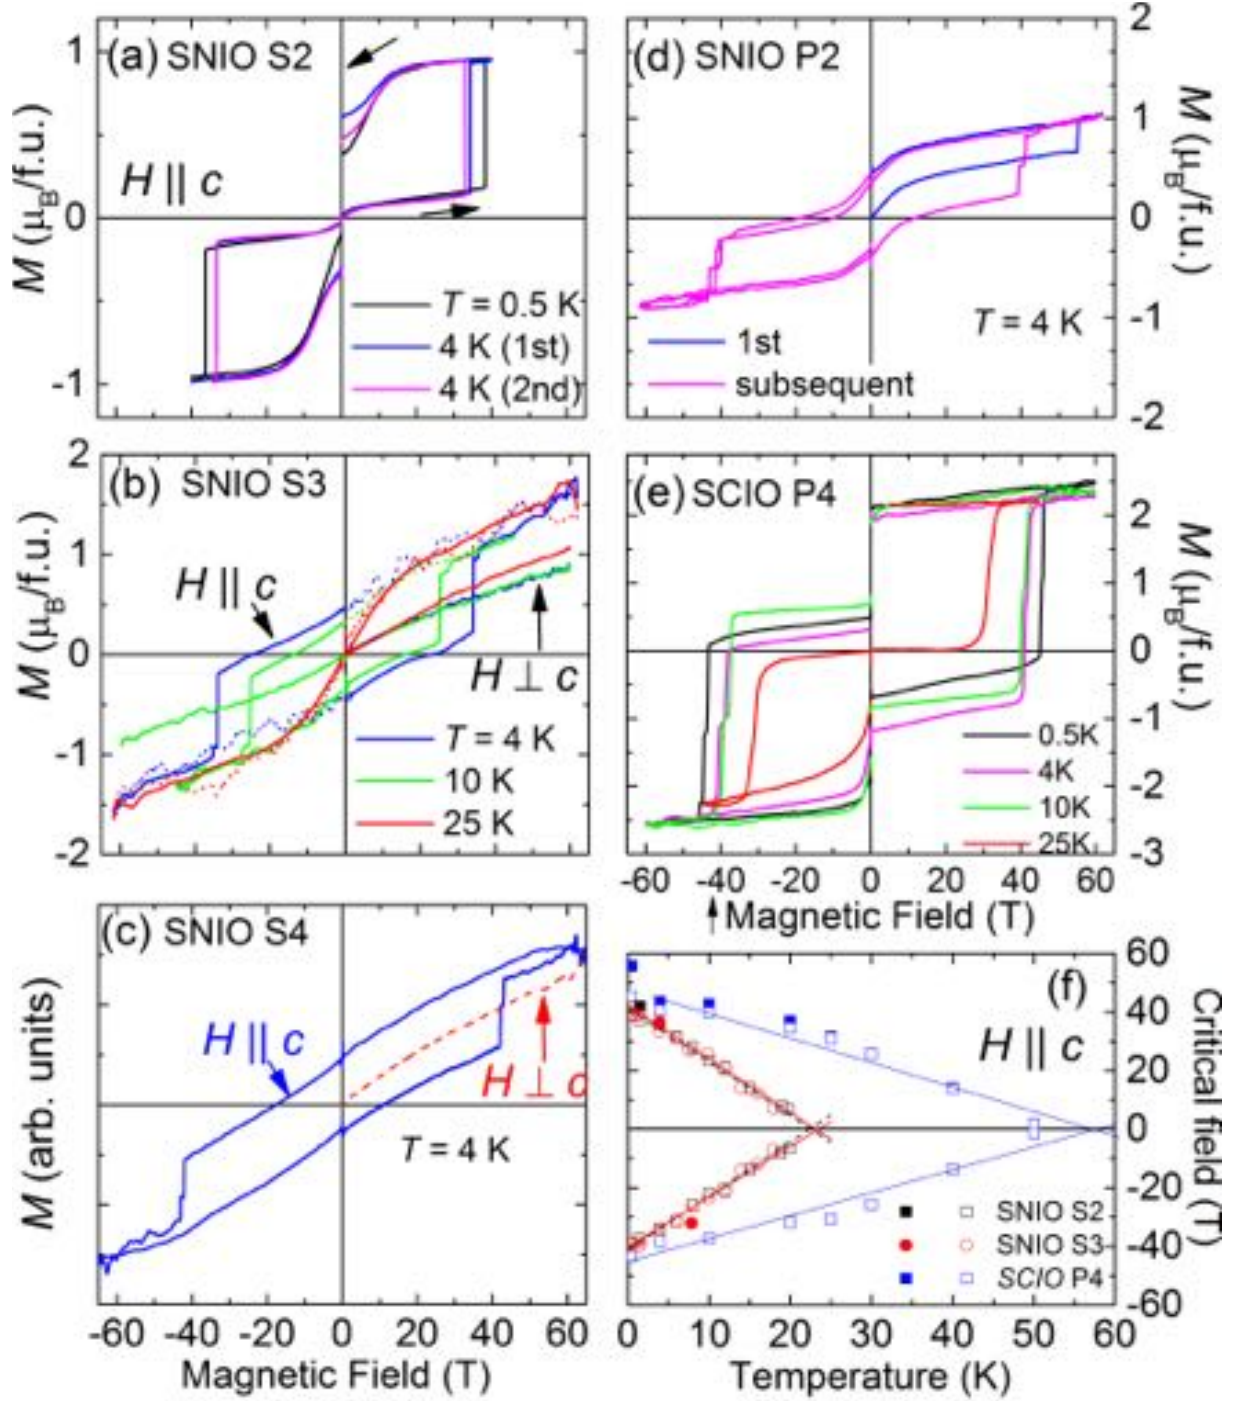 (a) SNIO S2
H || c
T = 0.5 K
4 K (1st)
4 K (2nd)
M (μB/f.u.)
1
0
-1
(d) SNIO P2
T = 4 K
1st
subsequent
M (μB/f.u.)
2
1
0
-1
-2
(b) SNIO S3
H || c
H ⊥ c
T = 4 K
10 K
25 K
M (μB/f.u.)
2
1
0
-1
-2
(e) SCIO P4
0.5K
4K
10K
25K
M (μB/f.u.)
2
1
0
-1
-2
-3
-60 -40 -20 0 20 40 60
Magnetic Field (T)
(c) SNIO S4
H || c
H ⊥ c
T = 4 K
M (arb. units)
-60 -40 -20 0 20 40 60
Magnetic Field (T)
(f)
H || c
SNIO S2
SNIO S3
SCIO P4
Critical field (T)
60
40
20
0
-20
-40
-60
0 10 20 30 40 50 60
Temperature (K)